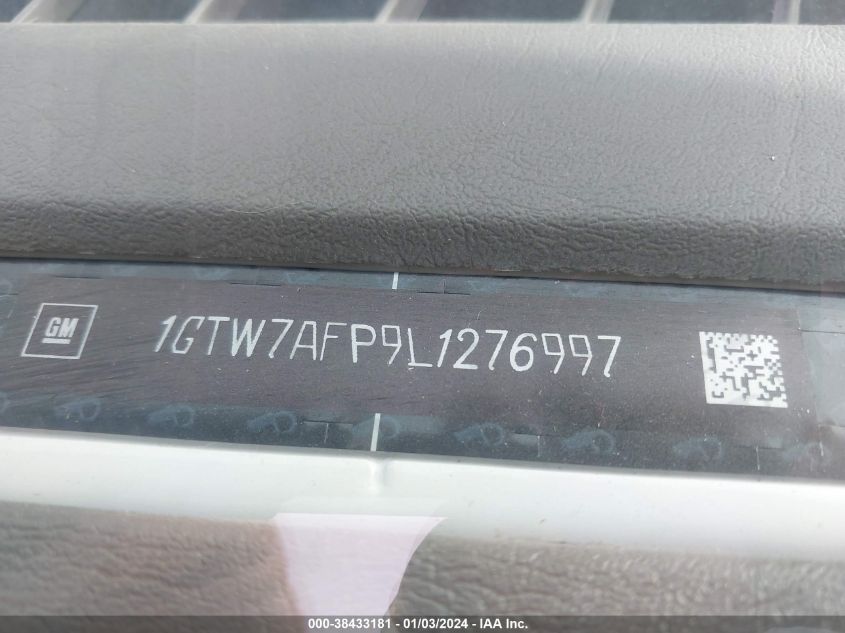 GM 1GTW7AFP9L1276997
000-38433181 - 01/03/2024 - IAA Inc.